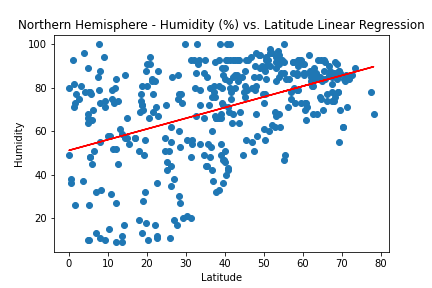 Northern Hemisphere - Humidity (%) vs. Latitude Linear Regression
100
80
60
40
20
Humidity
0 10 20 30 40 50 60 70 80
Latitude